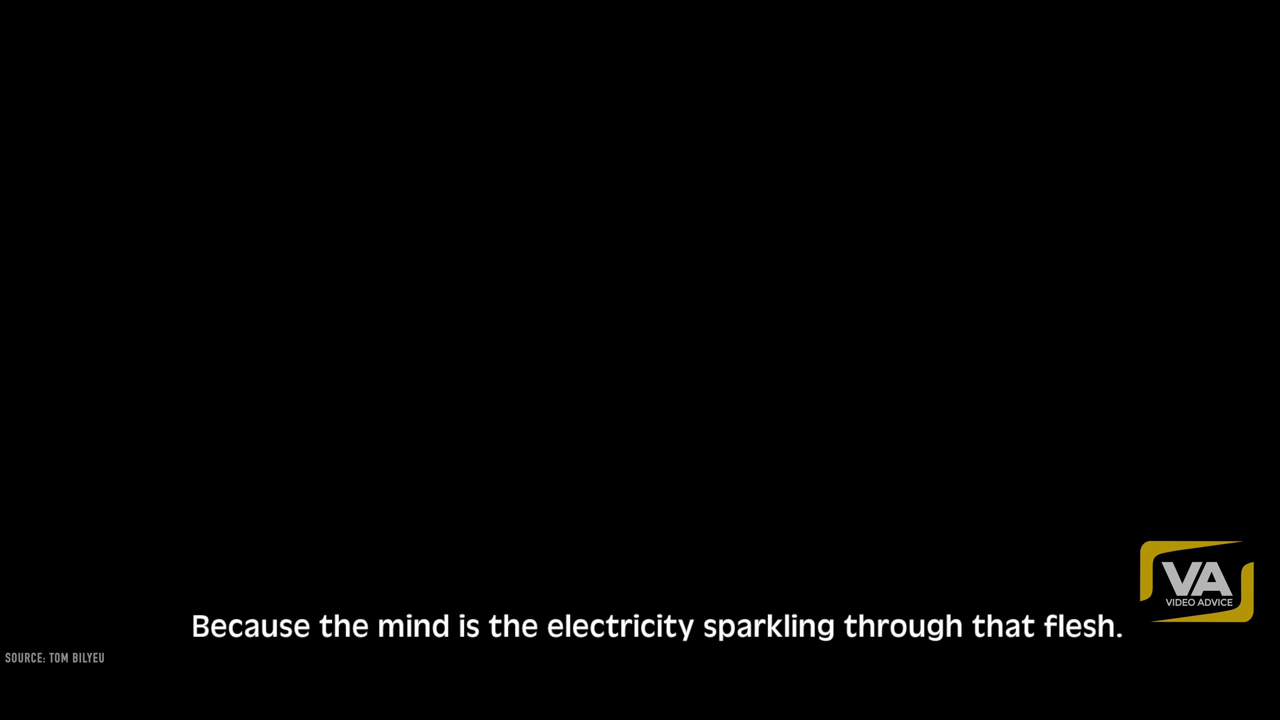 VA
VIDEO ADVICE
Because the mind is the electricity sparkling through that flesh.
SOURCE: TOM BILYEU